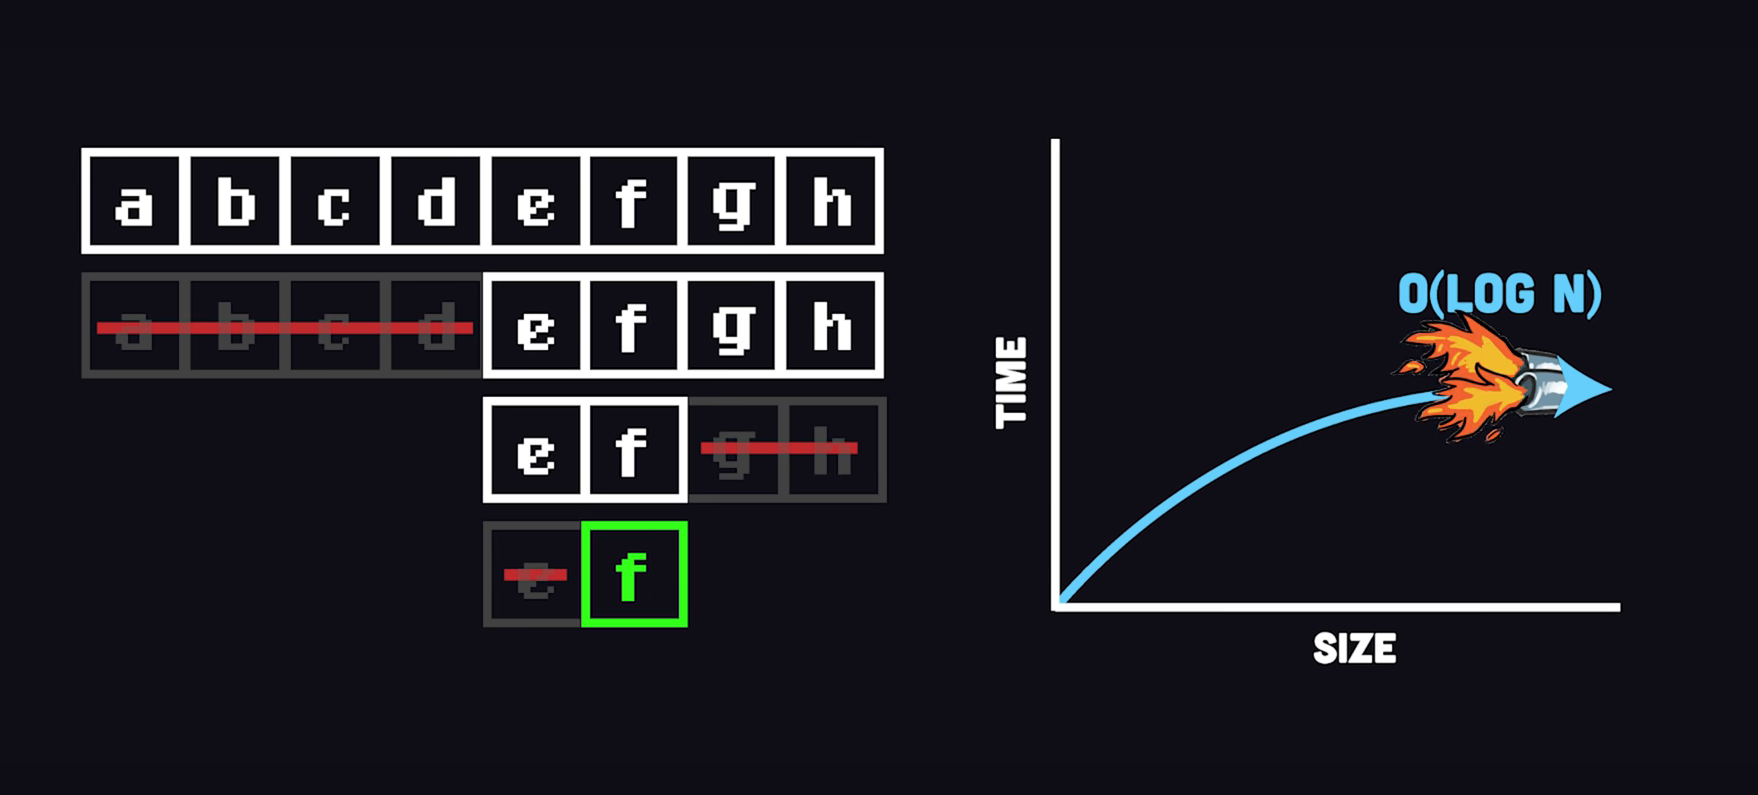 a b c d e f g h
a b c d e f g h
e f g h
e f
O(LOG N)
TIME
SIZE